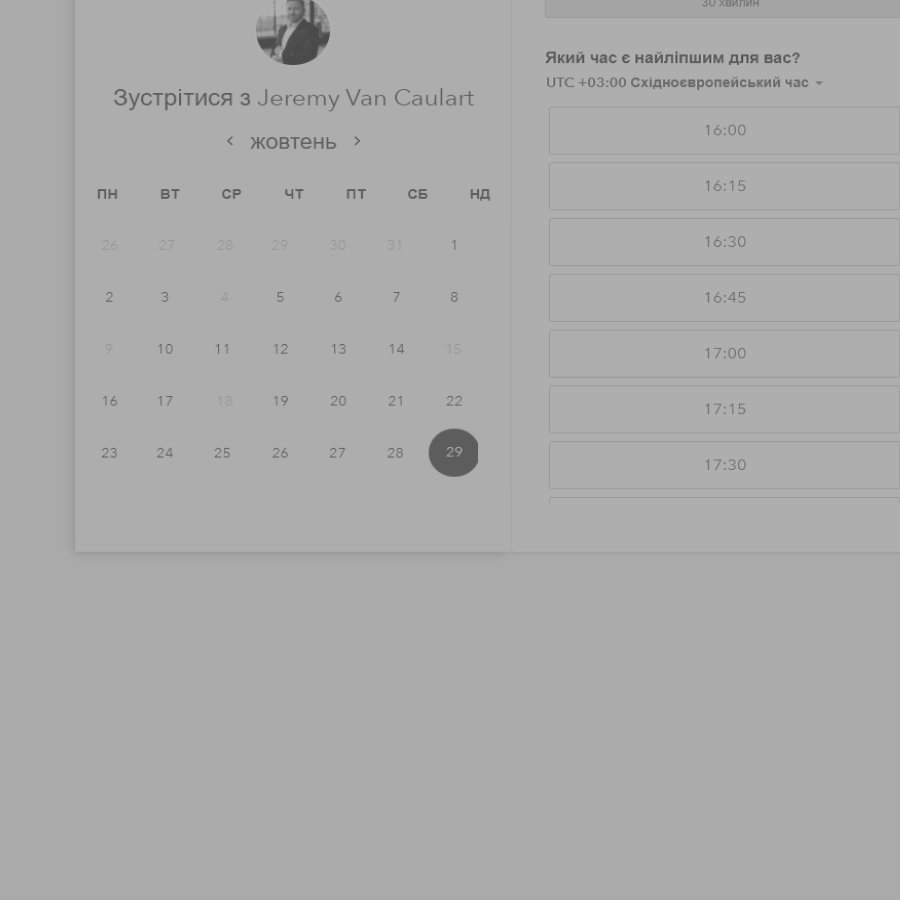 Зустрітися з Jeremy Van Caulart
< жовтень >
ПН ВТ СР ЧТ ПТ СБ НД
26 27 28 29 30 31 1
2 3 4 5 6 7 8
9 10 11 12 13 14 15
16 17 18 19 20 21 22
23 24 25 26 27 28 29
30 хвилин
Який час є найліпшим для вас?
UTC +03:00 Східноєвропейський час
16:00
16:15
16:30
16:45
17:00
17:15
17:30